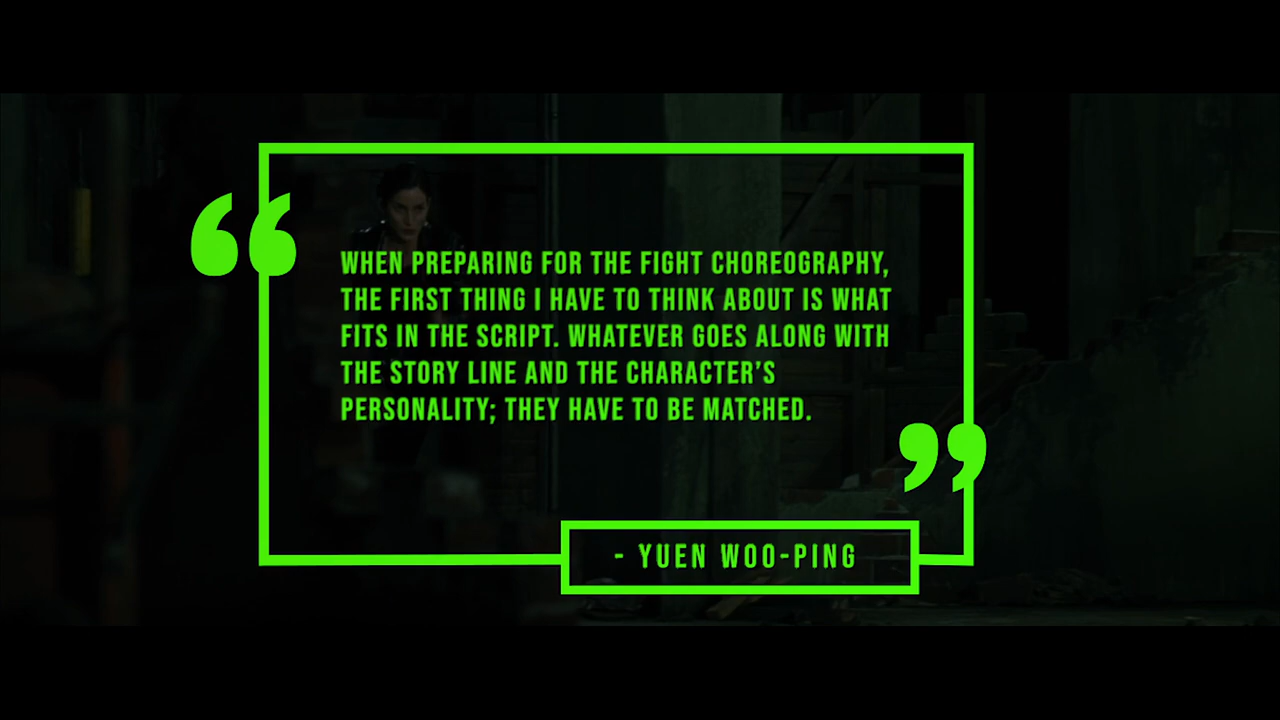 WHEN PREPARING FOR THE FIGHT CHOREOGRAPHY,
THE FIRST THING I HAVE TO THINK ABOUT IS WHAT
FITS IN THE SCRIPT. WHATEVER GOES ALONG WITH
THE STORY LINE AND THE CHARACTER’S
PERSONALITY; THEY HAVE TO BE MATCHED.
- YUEN WOO-PING